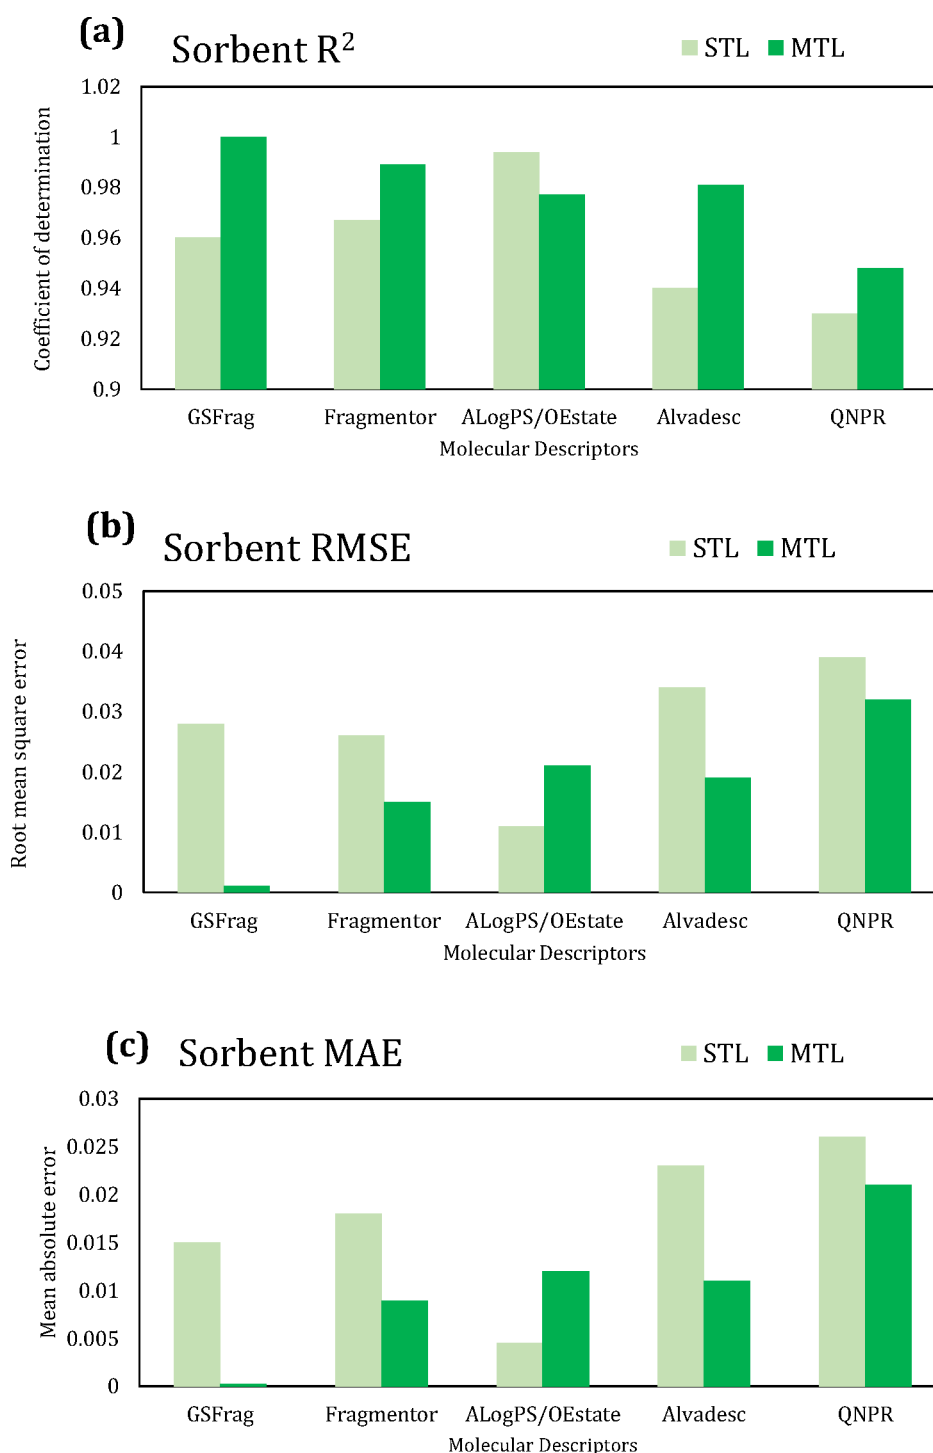 (a) Sorbent R² STL MTL
Coefficient of determination
1.02
1
0.98
0.96
0.94
0.92
0.9
GSFrag Fragmentor ALogPS/OEstate Alvadesc QNPR
Molecular Descriptors
(b) Sorbent RMSE STL MTL
Root mean square error
0.05
0.04
0.03
0.02
0.01
0
GSFrag Fragmentor ALogPS/OEstate Alvadesc QNPR
Molecular Descriptors
(c) Sorbent MAE STL MTL
Mean absolute error
0.03
0.025
0.02
0.015
0.01
0.005
0
GSFrag Fragmentor ALogPS/OEstate Alvadesc QNPR
Molecular Descriptors